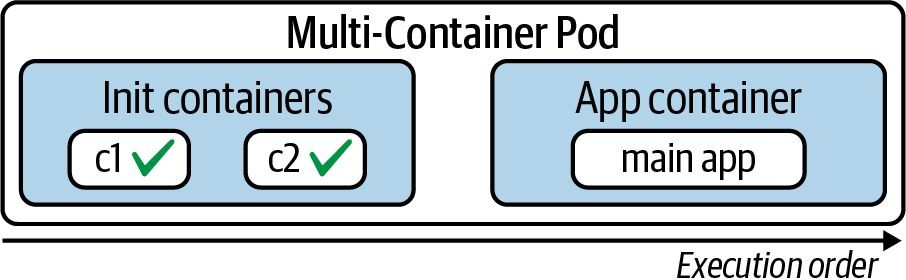 Multi-Container Pod
Init containers
App container
c1
c2
main app
Execution order